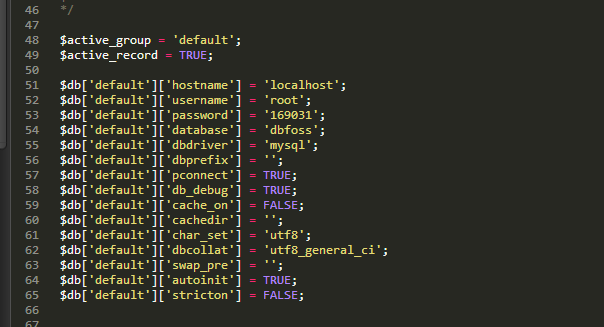 46 */
47
48 $active_group = 'default';
49 $active_record = TRUE;
50
51 $db['default']['hostname'] = 'localhost';
52 $db['default']['username'] = 'root';
53 $db['default']['password'] = '169031';
54 $db['default']['database'] = 'dbfoss';
55 $db['default']['dbdriver'] = 'mysql';
56 $db['default']['dbprefix'] = '';
57 $db['default']['pconnect'] = TRUE;
58 $db['default']['db_debug'] = TRUE;
59 $db['default']['cache_on'] = FALSE;
60 $db['default']['cachedir'] = '';
61 $db['default']['char_set'] = 'utf8';
62 $db['default']['dbcollat'] = 'utf8_general_ci';
63 $db['default']['swap_pre'] = '';
64 $db['default']['autoinit'] = TRUE;
65 $db['default']['stricton'] = FALSE;
66
67